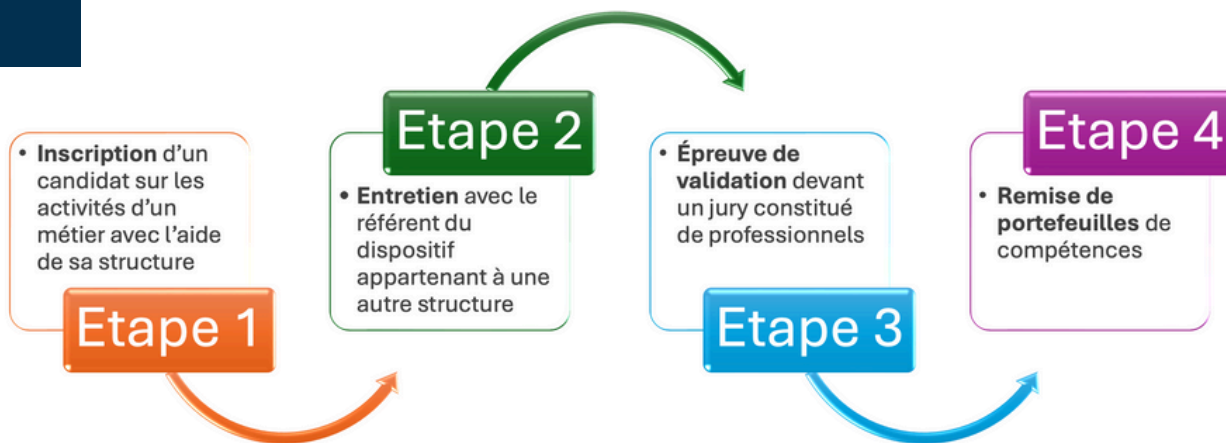 • Inscription d'un
candidat sur les
activités d'un
métier avec l'aide
de sa structure
Etape 1
Etape 2
• Entretien avec le
référent du
dispositif
appartenant à une
autre structure
• Épreuve de
validation devant
un jury constitué
de professionnels
Etape 3
Etape 4
• Remise de
portefeuilles de
compétences